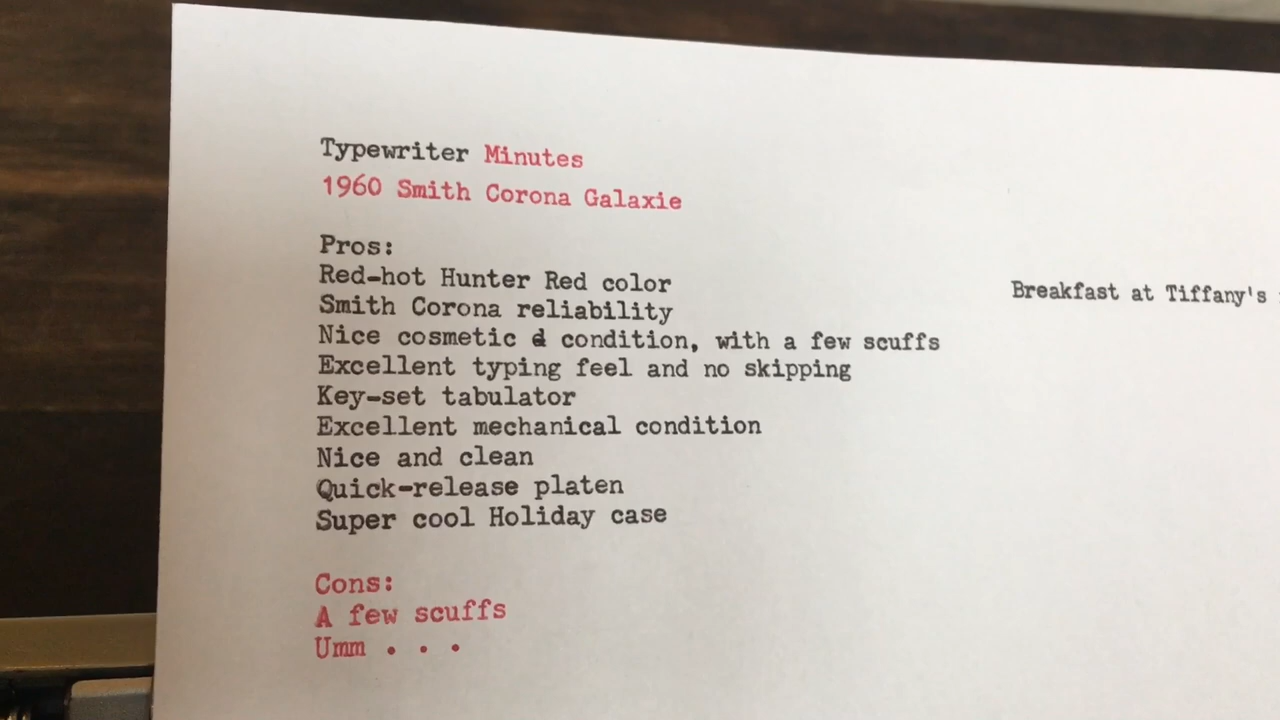 Typewriter Minutes
1960 Smith Corona Galaxie
Pros:
Red-hot Hunter Red color
Smith Corona reliability
Nice cosmetic d condition, with a few scuffs
Excellent typing feel and no skipping
Key-set tabulator
Excellent mechanical condition
Nice and clean
Quick-release platen
Super cool Holiday case
Cons:
A few scuffs
Umm . . .
Breakfast at Tiffany's